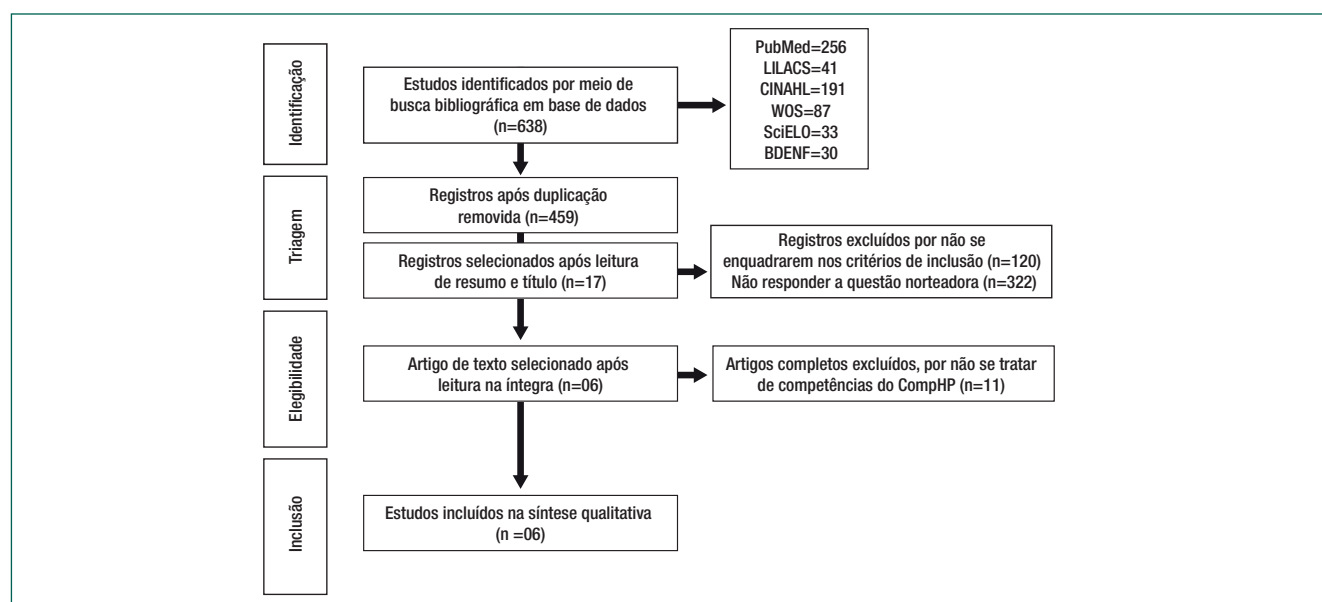 Identificação
Estudos identificados por meio de
busca bibliográfica em base de dados
(n=638)
PubMed=256
LILACS=41
CINAHL=191
WOS=87
SciELO=33
BDENF=30
Triagem
Registros após duplicação
removida (n=459)
Registros selecionados após leitura
de resumo e título (n=17)
Registros excluídos por não se
enquadrarem nos critérios de inclusão (n=120)
Não responder a questão norteadora (n=322)
Elegibilidade
Artigo de texto selecionado após
leitura na íntegra (n=06)
Artigos completos excluídos, por não se tratar
de competências do CompHP (n=11)
Inclusão
Estudos incluídos na síntese qualitativa
(n =06)